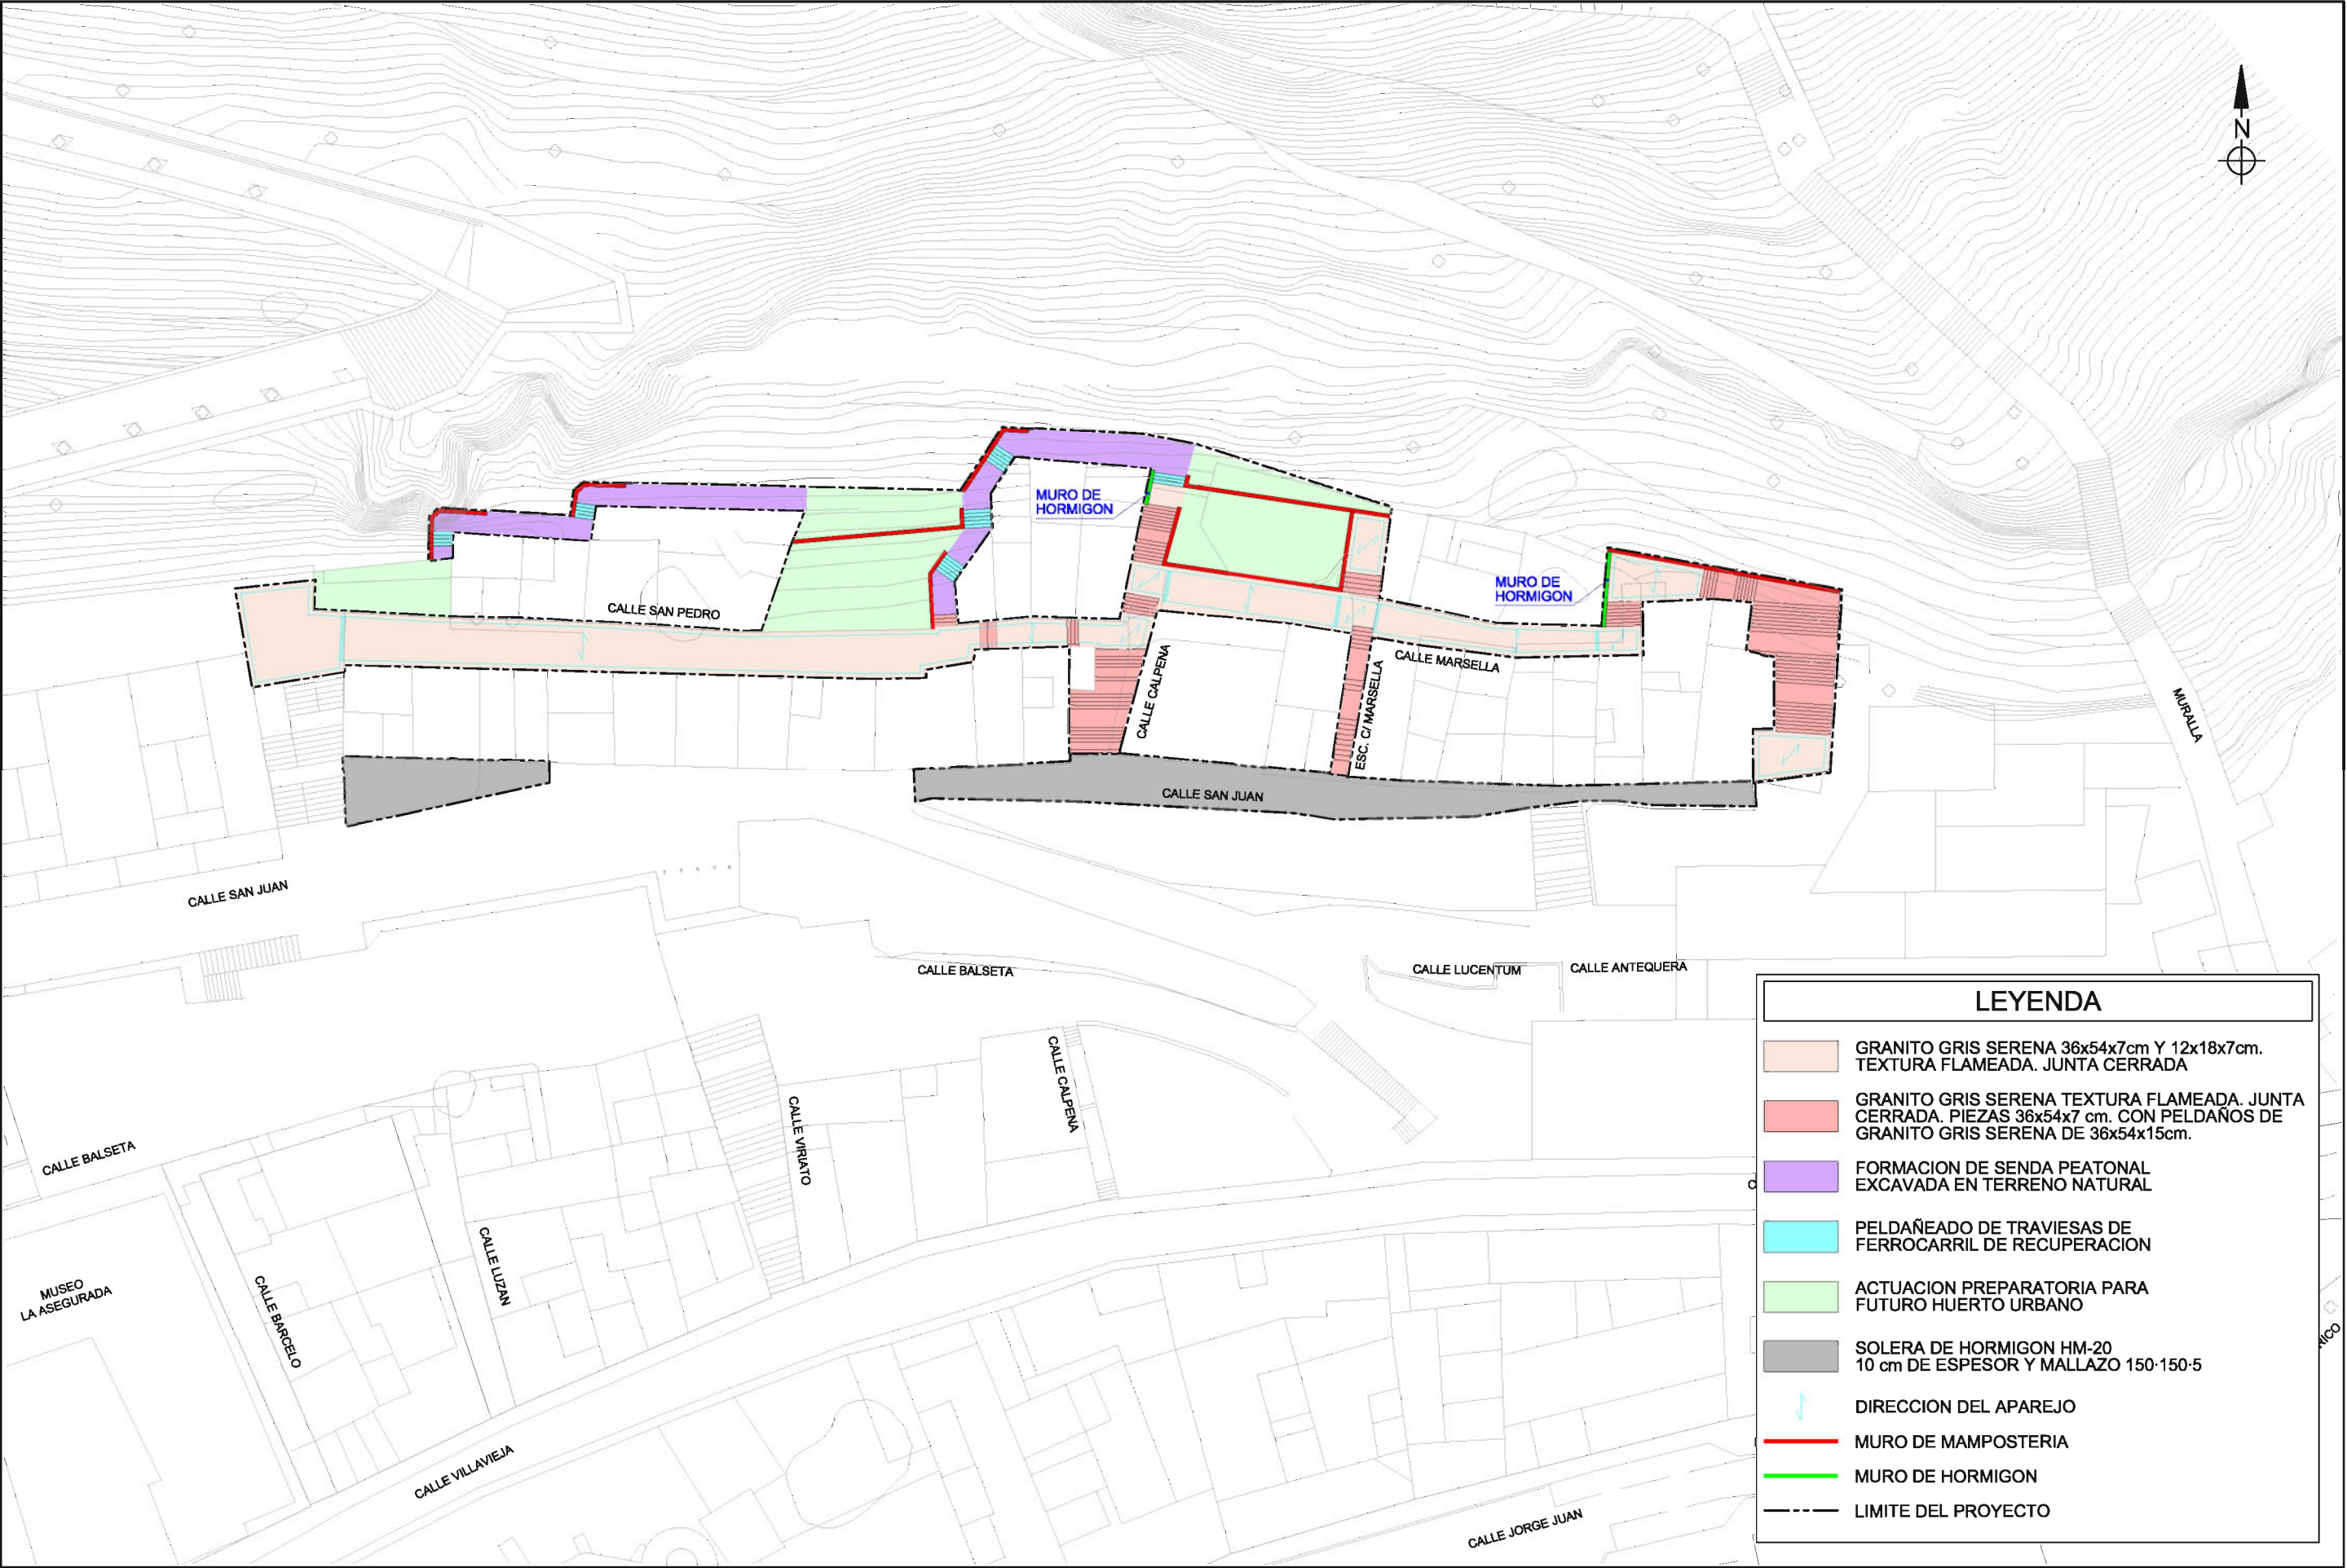 N
MURO DE
HORMIGON
MURO DE
HORMIGON
CALLE SAN PEDRO
CALLE CALPENA
CALLE MARSELLA
ESC. C/ MARSELLA
MURALLA
CALLE SAN JUAN
CALLE SAN JUAN
CALLE BALSETA
CALLE LUCENTUM
CALLE ANTEQUERA
CALLE CALPENA
CALLE VIRIATO
CALLE BALSETA
CALLE LUZAN
MUSEO
LA ASEGURADA
CALLE BARCELO
CALLE VILLAVIEJA
CALLE JORGE JUAN
LEYENDA
GRANITO GRIS SERENA 36x54x7cm Y 12x18x7cm.
TEXTURA FLAMEADA. JUNTA CERRADA
GRANITO GRIS SERENA TEXTURA FLAMEADA. JUNTA
CERRADA. PIEZAS 36x54x7 cm. CON PELDAÑOS DE
GRANITO GRIS SERENA DE 36x54x15cm.
FORMACION DE SENDA PEATONAL
EXCAVADA EN TERRENO NATURAL
PELDAÑEADO DE TRAVIESAS DE
FERROCARRIL DE RECUPERACION
ACTUACION PREPARATORIA PARA
FUTURO HUERTO URBANO
SOLERA DE HORMIGON HM-20
10 cm DE ESPESOR Y MALLAZO 150·150·5
DIRECCION DEL APAREJO
MURO DE MAMPOSTERIA
MURO DE HORMIGON
LIMITE DEL PROYECTO